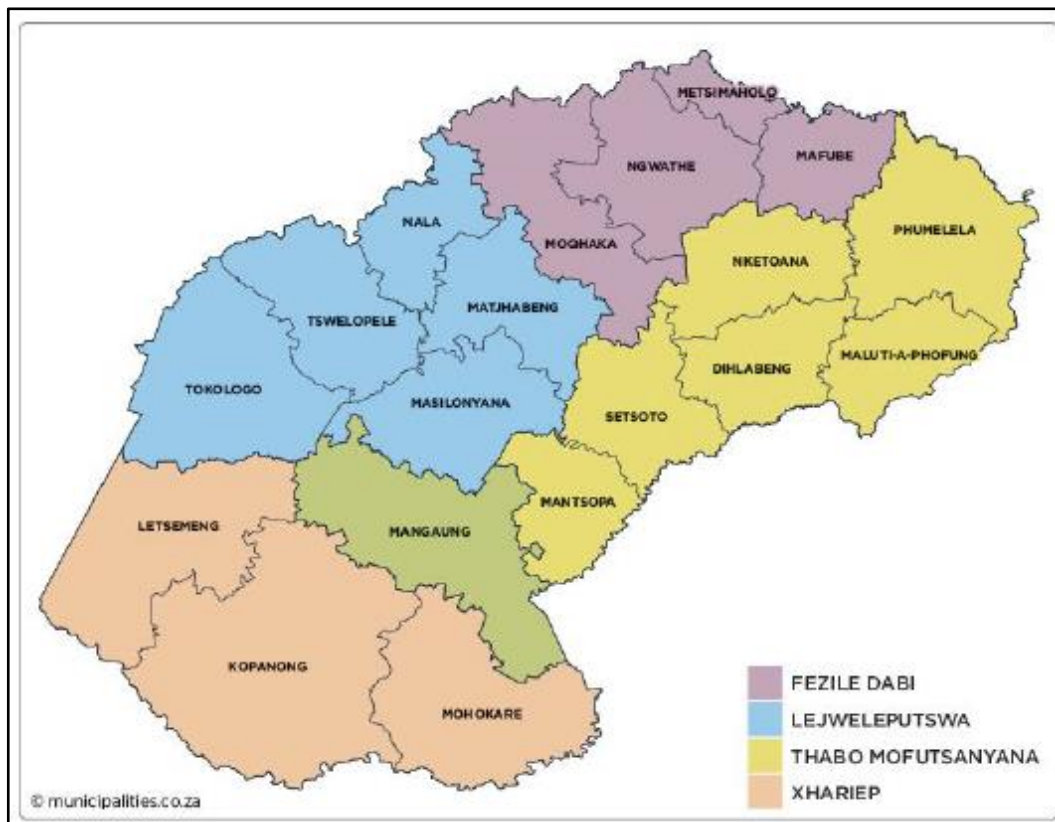 METSIMAHOLO
NGWATHE
MAFUBE
NALA
PHUMELELA
MOQHAKA
NKETOANA
MATJHABENG
TSWELOPELE
MALUTI-A-PHOFUNG
DIHLABENG
TOKOLOGO
MASILONYANA
SETSOTO
MANTSOPA
LETSEMENG
MANGAUNG
KOPANONG
MOHOKARE
FEZILE DABI
LEJWELEPUTSWA
THABO MOFUTSANYANA
XHARIEP
© municipalities.co.za